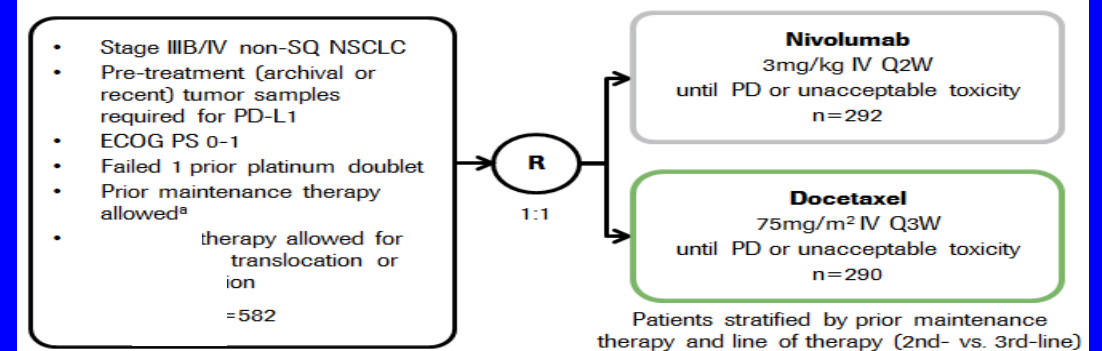 • Stage IIIB/IV non-SQ NSCLC
• Pre-treatment (archival or
recent) tumor samples
required for PD-L1
• ECOG PS 0-1
• Failed 1 prior platinum doublet
• Prior maintenance therapy
allowedᵃ
• therapy allowed for
translocation or
=582
R
1:1
Nivolumab
3mg/kg IV Q2W
until PD or unacceptable toxicity
n=292
Docetaxel
75mg/m² IV Q3W
until PD or unacceptable toxicity
n=290
Patients stratified by prior maintenance
therapy and line of therapy (2nd- vs. 3rd-line)